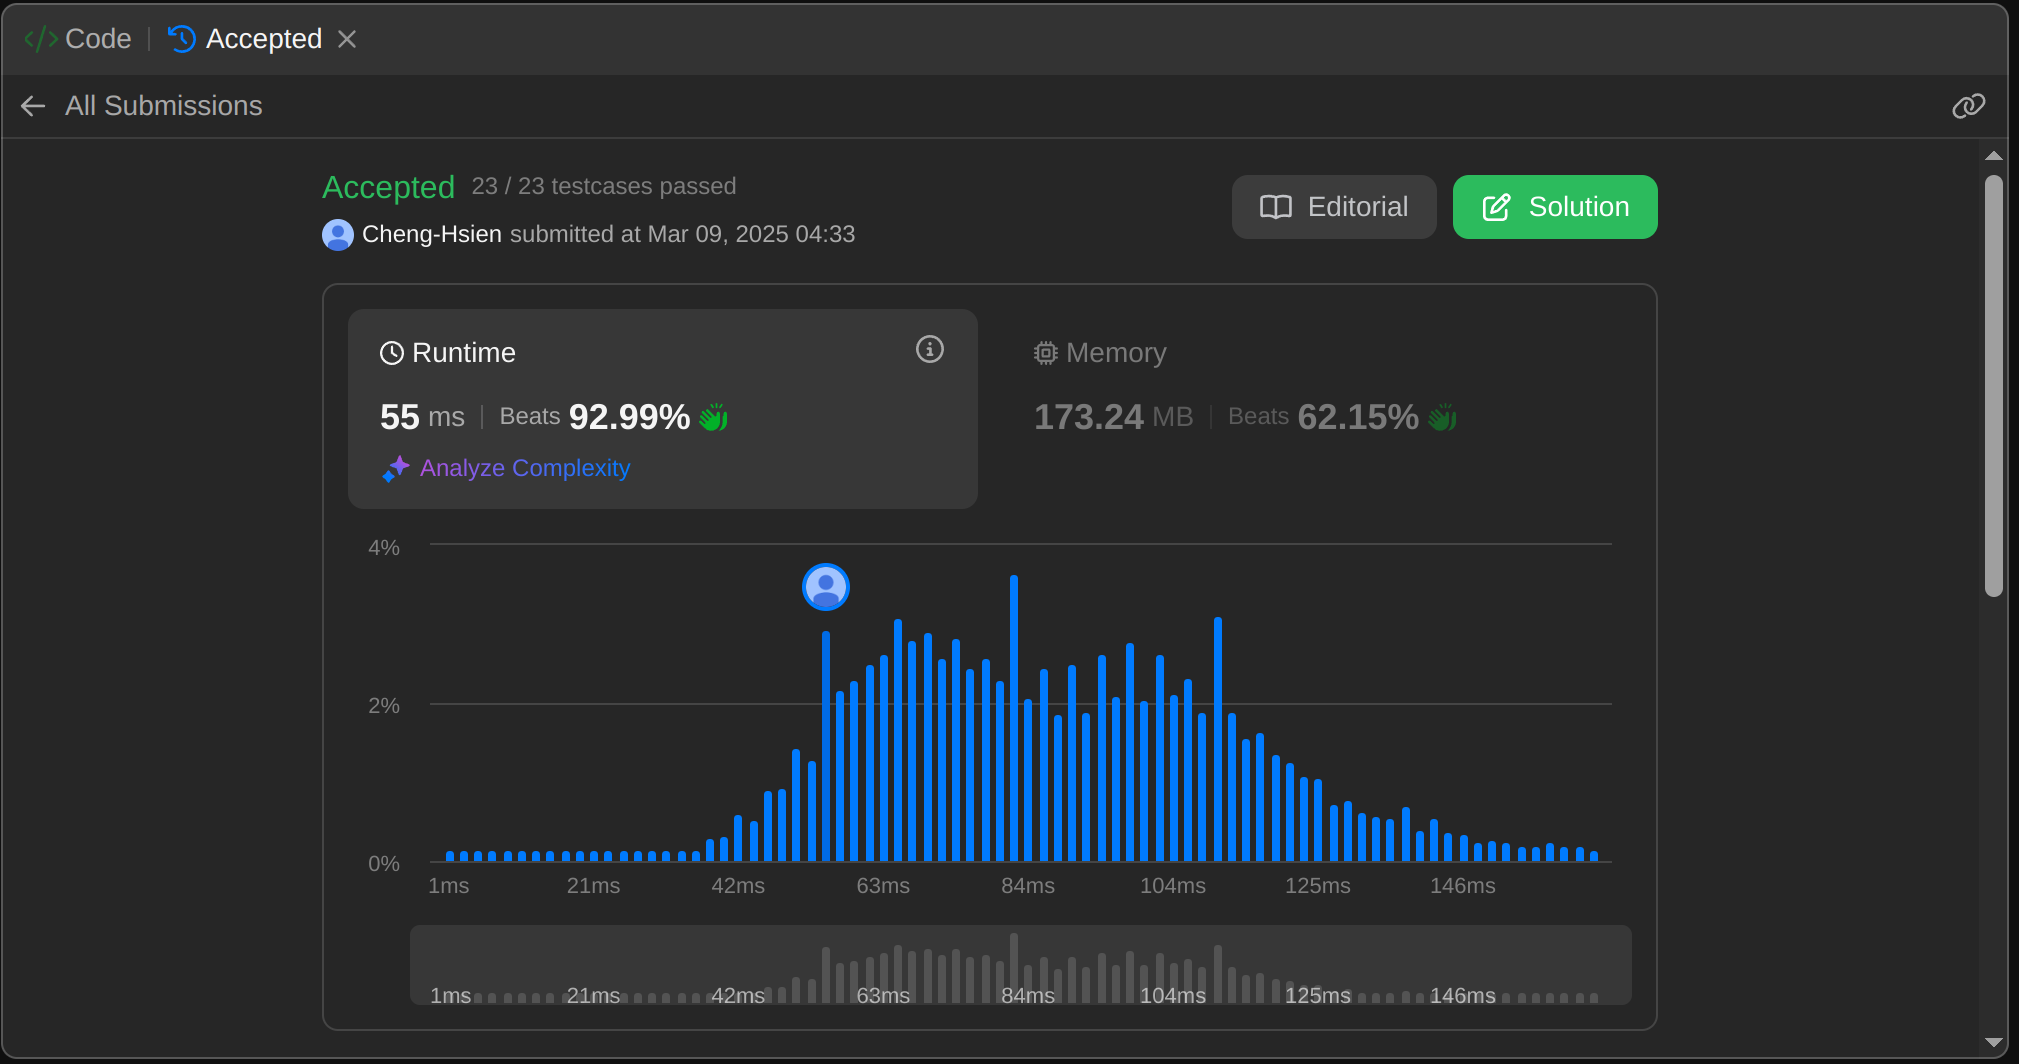 </> Code | Accepted
All Submissions
Accepted 23 / 23 testcases passed
Cheng-Hsien submitted at Mar 09, 2025 04:33
Editorial
Solution
Runtime
55 ms | Beats 92.99%
Analyze Complexity
Memory
173.24 MB | Beats 62.15%
4%
2%
0%
1ms 21ms 42ms 63ms 84ms 104ms 125ms 146ms
1ms 21ms 42ms 63ms 84ms 104ms 125ms 146ms